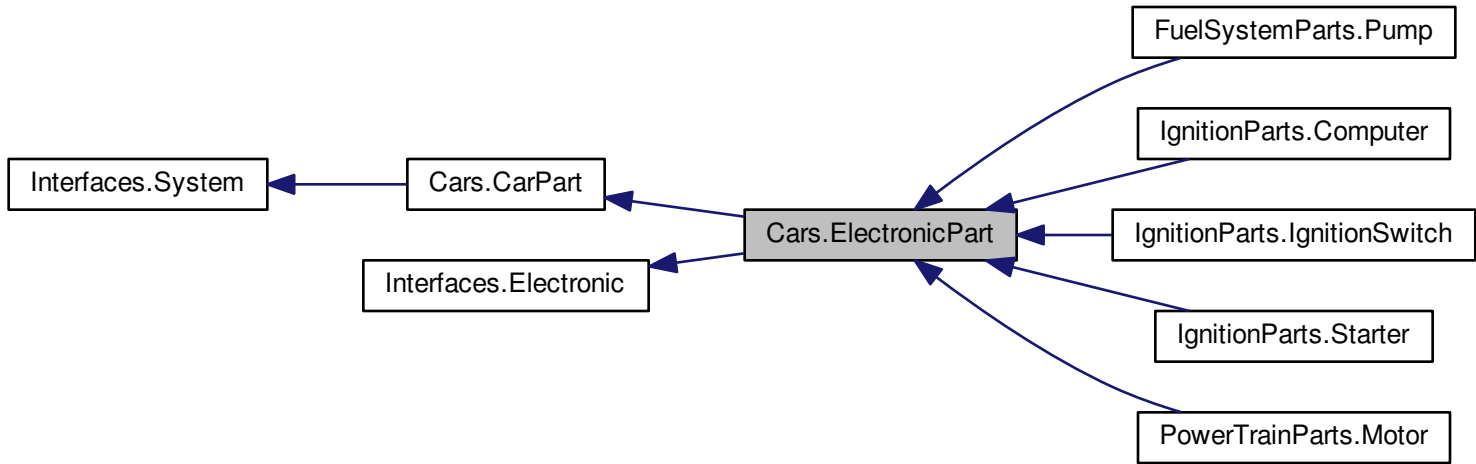 FuelSystemParts.Pump
IgnitionParts.Computer
Interfaces.System
Cars.CarPart
Cars.ElectronicPart
IgnitionParts.IgnitionSwitch
Interfaces.Electronic
IgnitionParts.Starter
PowerTrainParts.Motor